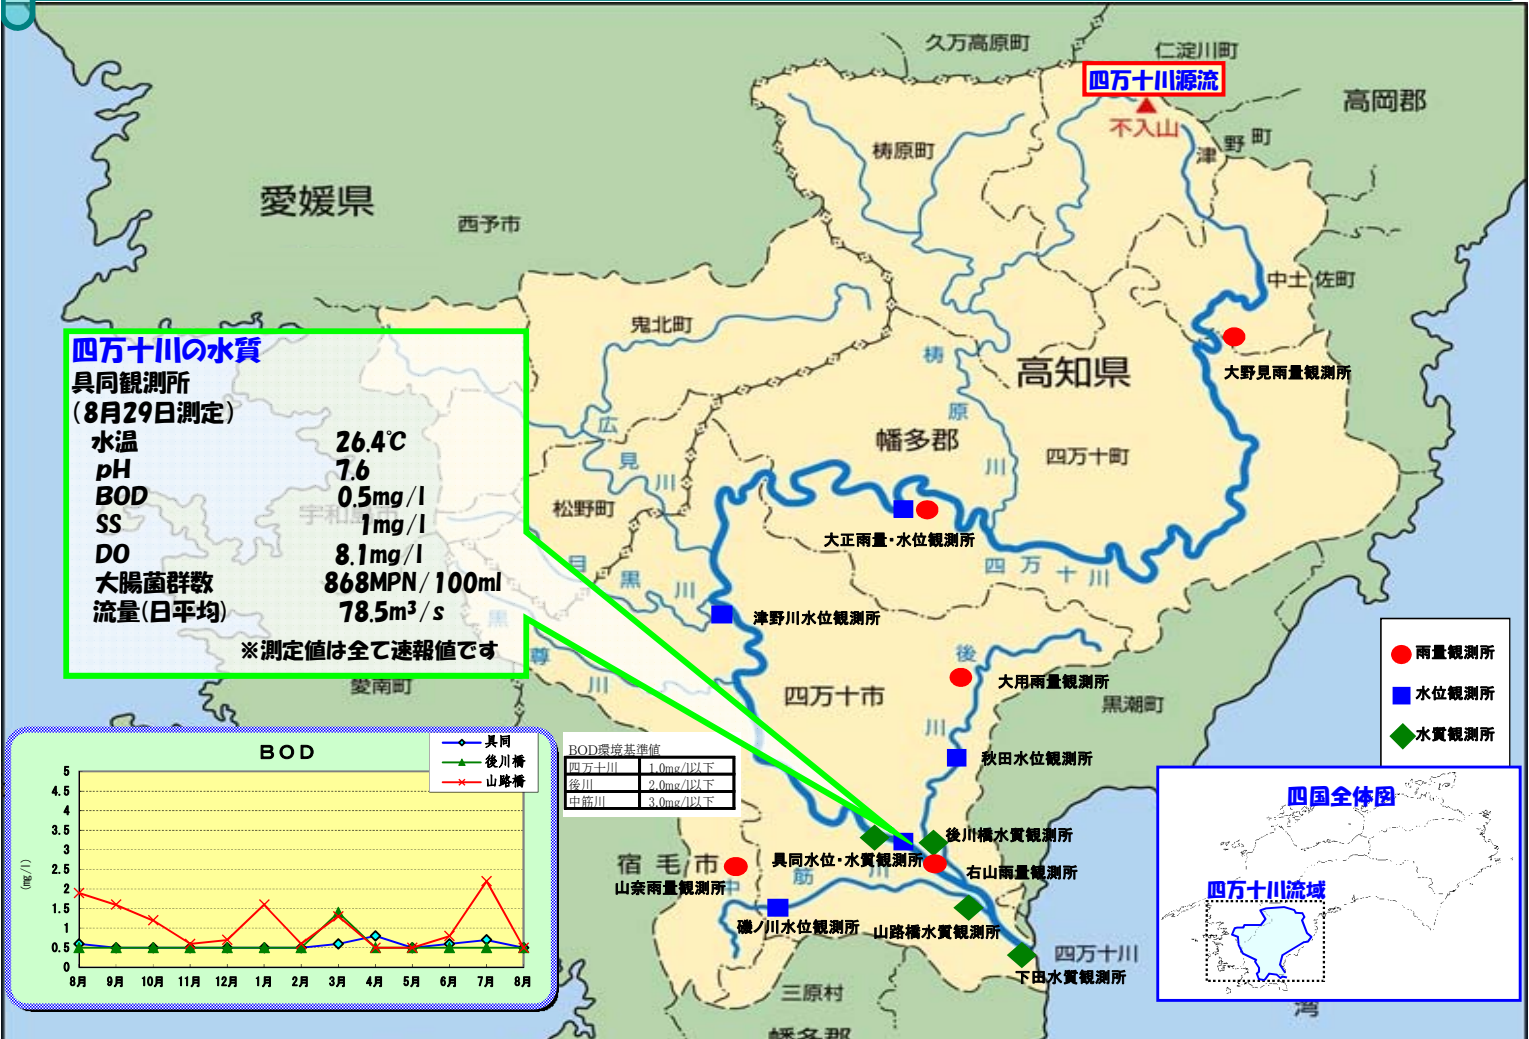 久万高原町
仁淀川町
四万十川源流
高岡郡
不入山
津野町
梼原町
愛媛県
西予市
中土佐町
鬼北町
大野見雨量観測所
高知県
梼原川
幡多郡
四万十町
広見川
松野町
大正雨量・水位観測所
四万十川
目黒川
津野川水位観測所
黒尊川
後川
大用雨量観測所
四万十市
黒潮町
愛南町
宇和島市
秋田水位観測所
後川橋水質観測所
具同水位・水質観測所
右山雨量観測所
宿毛市
山奈雨量観測所
中筋川
磯ノ川水位観測所
山路橋水質観測所
四万十川
下田水質観測所
三原村
幡多郡
湾
四万十川の水質
具同観測所
(8月29日測定)
水温 26.4℃
pH 7.6
BOD 0.5mg/l
SS 1mg/l
DO 8.1mg/l
大腸菌群数 868MPN/100ml
流量(日平均) 78.5m³/s
※測定値は全て速報値です
雨量観測所
水位観測所
水質観測所
BOD
具同
後川橋
山路橋
(mg/l)
5
4.5
4
3.5
3
2.5
2
1.5
1
0.5
0
8月 9月 10月 11月 12月 1月 2月 3月 4月 5月 6月 7月 8月
BOD環境基準値
四万十川 1.0mg/l以下
後川 2.0mg/l以下
中筋川 3.0mg/l以下
四国全体図
四万十川流域